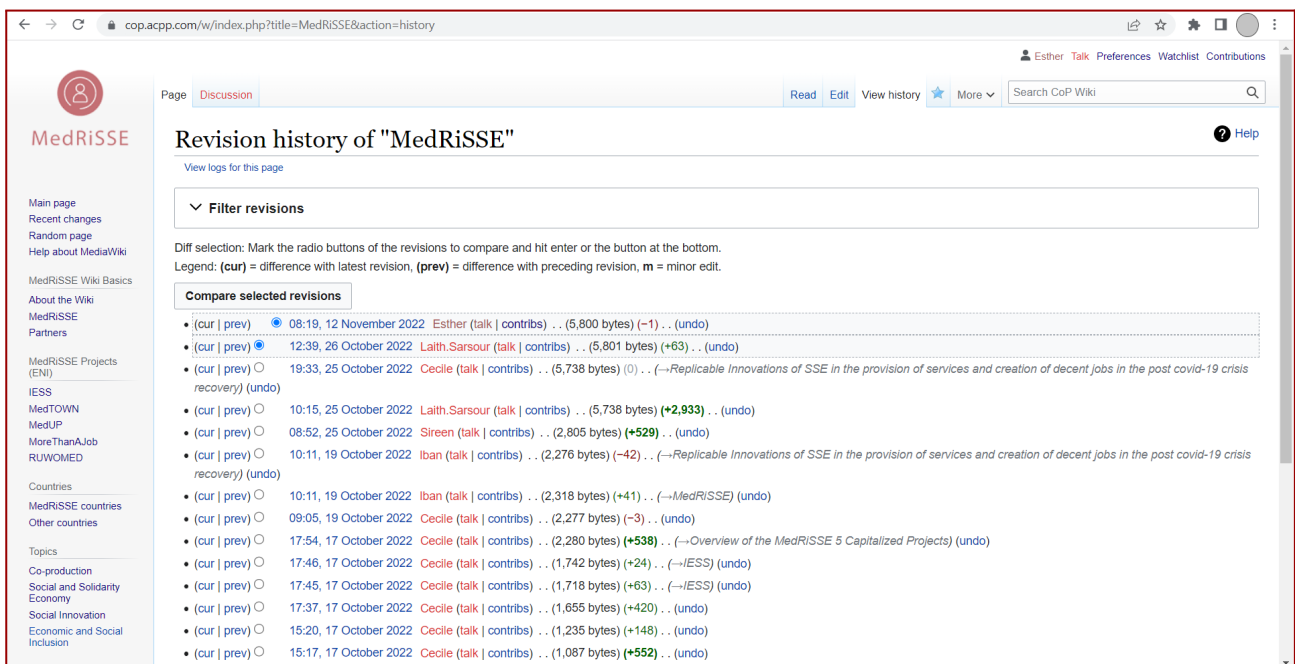 cop.acpp.com/w/index.php?title=MedRiSSE&action=history
Esther Talk Preferences Watchlist Contributions
Page Discussion Read Edit View history More Search CoP Wiki
MedRiSSE
Revision history of "MedRiSSE"
? Help
View logs for this page
Main page
Recent changes
Random page
Help about MediaWiki
MedRiSSE Wiki Basics
About the Wiki
MedRiSSE
Partners
MedRiSSE Projects
(ENI)
IESS
MedTOWN
MedUP
MoreThanAJob
RUWOMED
Countries
MedRiSSE countries
Other countries
Topics
Co-production
Social and Solidarity
Economy
Social Innovation
Economic and Social
Inclusion
Filter revisions
Diff selection: Mark the radio buttons of the revisions to compare and hit enter or the button at the bottom.
Legend: (cur) = difference with latest revision, (prev) = difference with preceding revision, m = minor edit.
Compare selected revisions
• (cur | prev) 08:19, 12 November 2022 Esther (talk | contribs) . . (5,800 bytes) (−1) . . (undo)
• (cur | prev) 12:39, 26 October 2022 Laith.Sarsour (talk | contribs) . . (5,801 bytes) (+63) . . (undo)
• (cur | prev) 19:33, 25 October 2022 Cecile (talk | contribs) . . (5,738 bytes) (0) . . (→Replicable Innovations of SSE in the provision of services and creation of decent jobs in the post covid-19 crisis
recovery) (undo)
• (cur | prev) 10:15, 25 October 2022 Laith.Sarsour (talk | contribs) . . (5,738 bytes) (+2,933) . . (undo)
• (cur | prev) 08:52, 25 October 2022 Sireen (talk | contribs) . . (2,805 bytes) (+529) . . (undo)
• (cur | prev) 10:11, 19 October 2022 Iban (talk | contribs) . . (2,276 bytes) (−42) . . (→Replicable Innovations of SSE in the provision of services and creation of decent jobs in the post covid-19 crisis
recovery) (undo)
• (cur | prev) 10:11, 19 October 2022 Iban (talk | contribs) . . (2,318 bytes) (+41) . . (→MedRiSSE) (undo)
• (cur | prev) 09:05, 19 October 2022 Cecile (talk | contribs) . . (2,277 bytes) (−3) . . (undo)
• (cur | prev) 17:54, 17 October 2022 Cecile (talk | contribs) . . (2,280 bytes) (+538) . . (→Overview of the MedRiSSE 5 Capitalized Projects) (undo)
• (cur | prev) 17:46, 17 October 2022 Cecile (talk | contribs) . . (1,742 bytes) (+24) . . (→IESS) (undo)
• (cur | prev) 17:45, 17 October 2022 Cecile (talk | contribs) . . (1,718 bytes) (+63) . . (→IESS) (undo)
• (cur | prev) 17:37, 17 October 2022 Cecile (talk | contribs) . . (1,655 bytes) (+420) . . (undo)
• (cur | prev) 15:20, 17 October 2022 Cecile (talk | contribs) . . (1,235 bytes) (+148) . . (undo)
• (cur | prev) 15:17, 17 October 2022 Cecile (talk | contribs) . . (1,087 bytes) (+552) . . (undo)